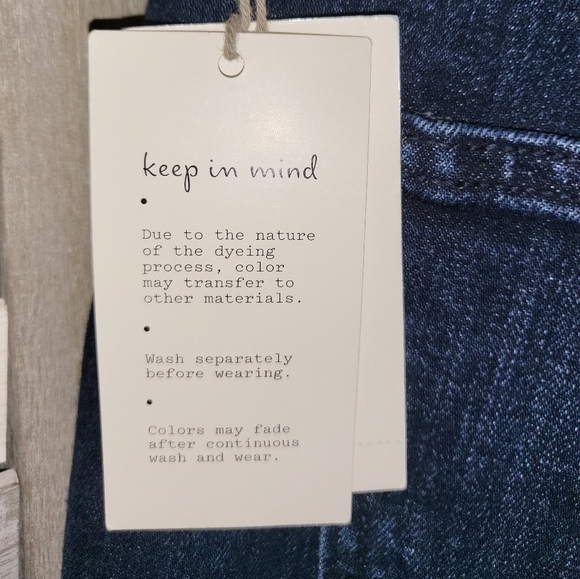 keep in mind
•
Due to the nature
of the dyeing
process, color
may transfer to
other materials.
•
Wash separately
before wearing.
•
Colors may fade
after continuous
wash and wear.